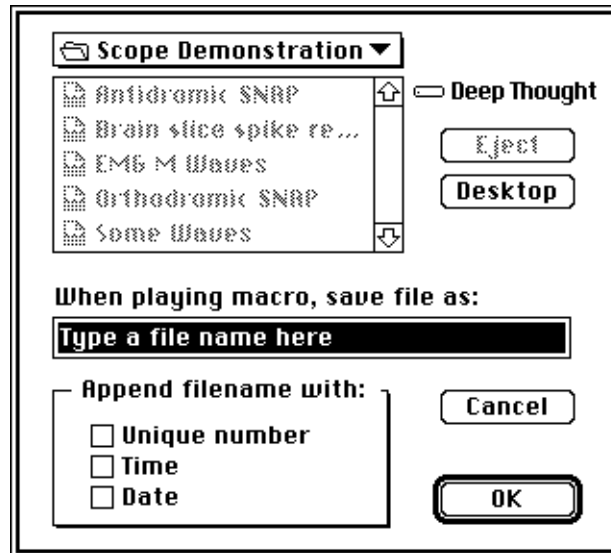 Scope Demonstration
Antidromic SNAP
Deep Thought
Brain slice spike re...
Eject
EMG M Waves
Desktop
Orthodromic SNAP
Some Waves
When playing macro, save file as:
Type a file name here
Append filename with:
Cancel
Unique number
Time
Date
OK